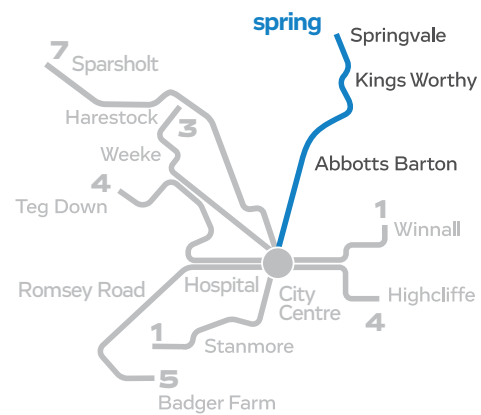 spring
Springvale
7
Sparsholt
Kings Worthy
Harestock
3
Weeke
Abbotts Barton
4
Teg Down
1
Winnall
Romsey Road
Hospital
City
Centre
Highcliffe
4
1
Stanmore
5
Badger Farm